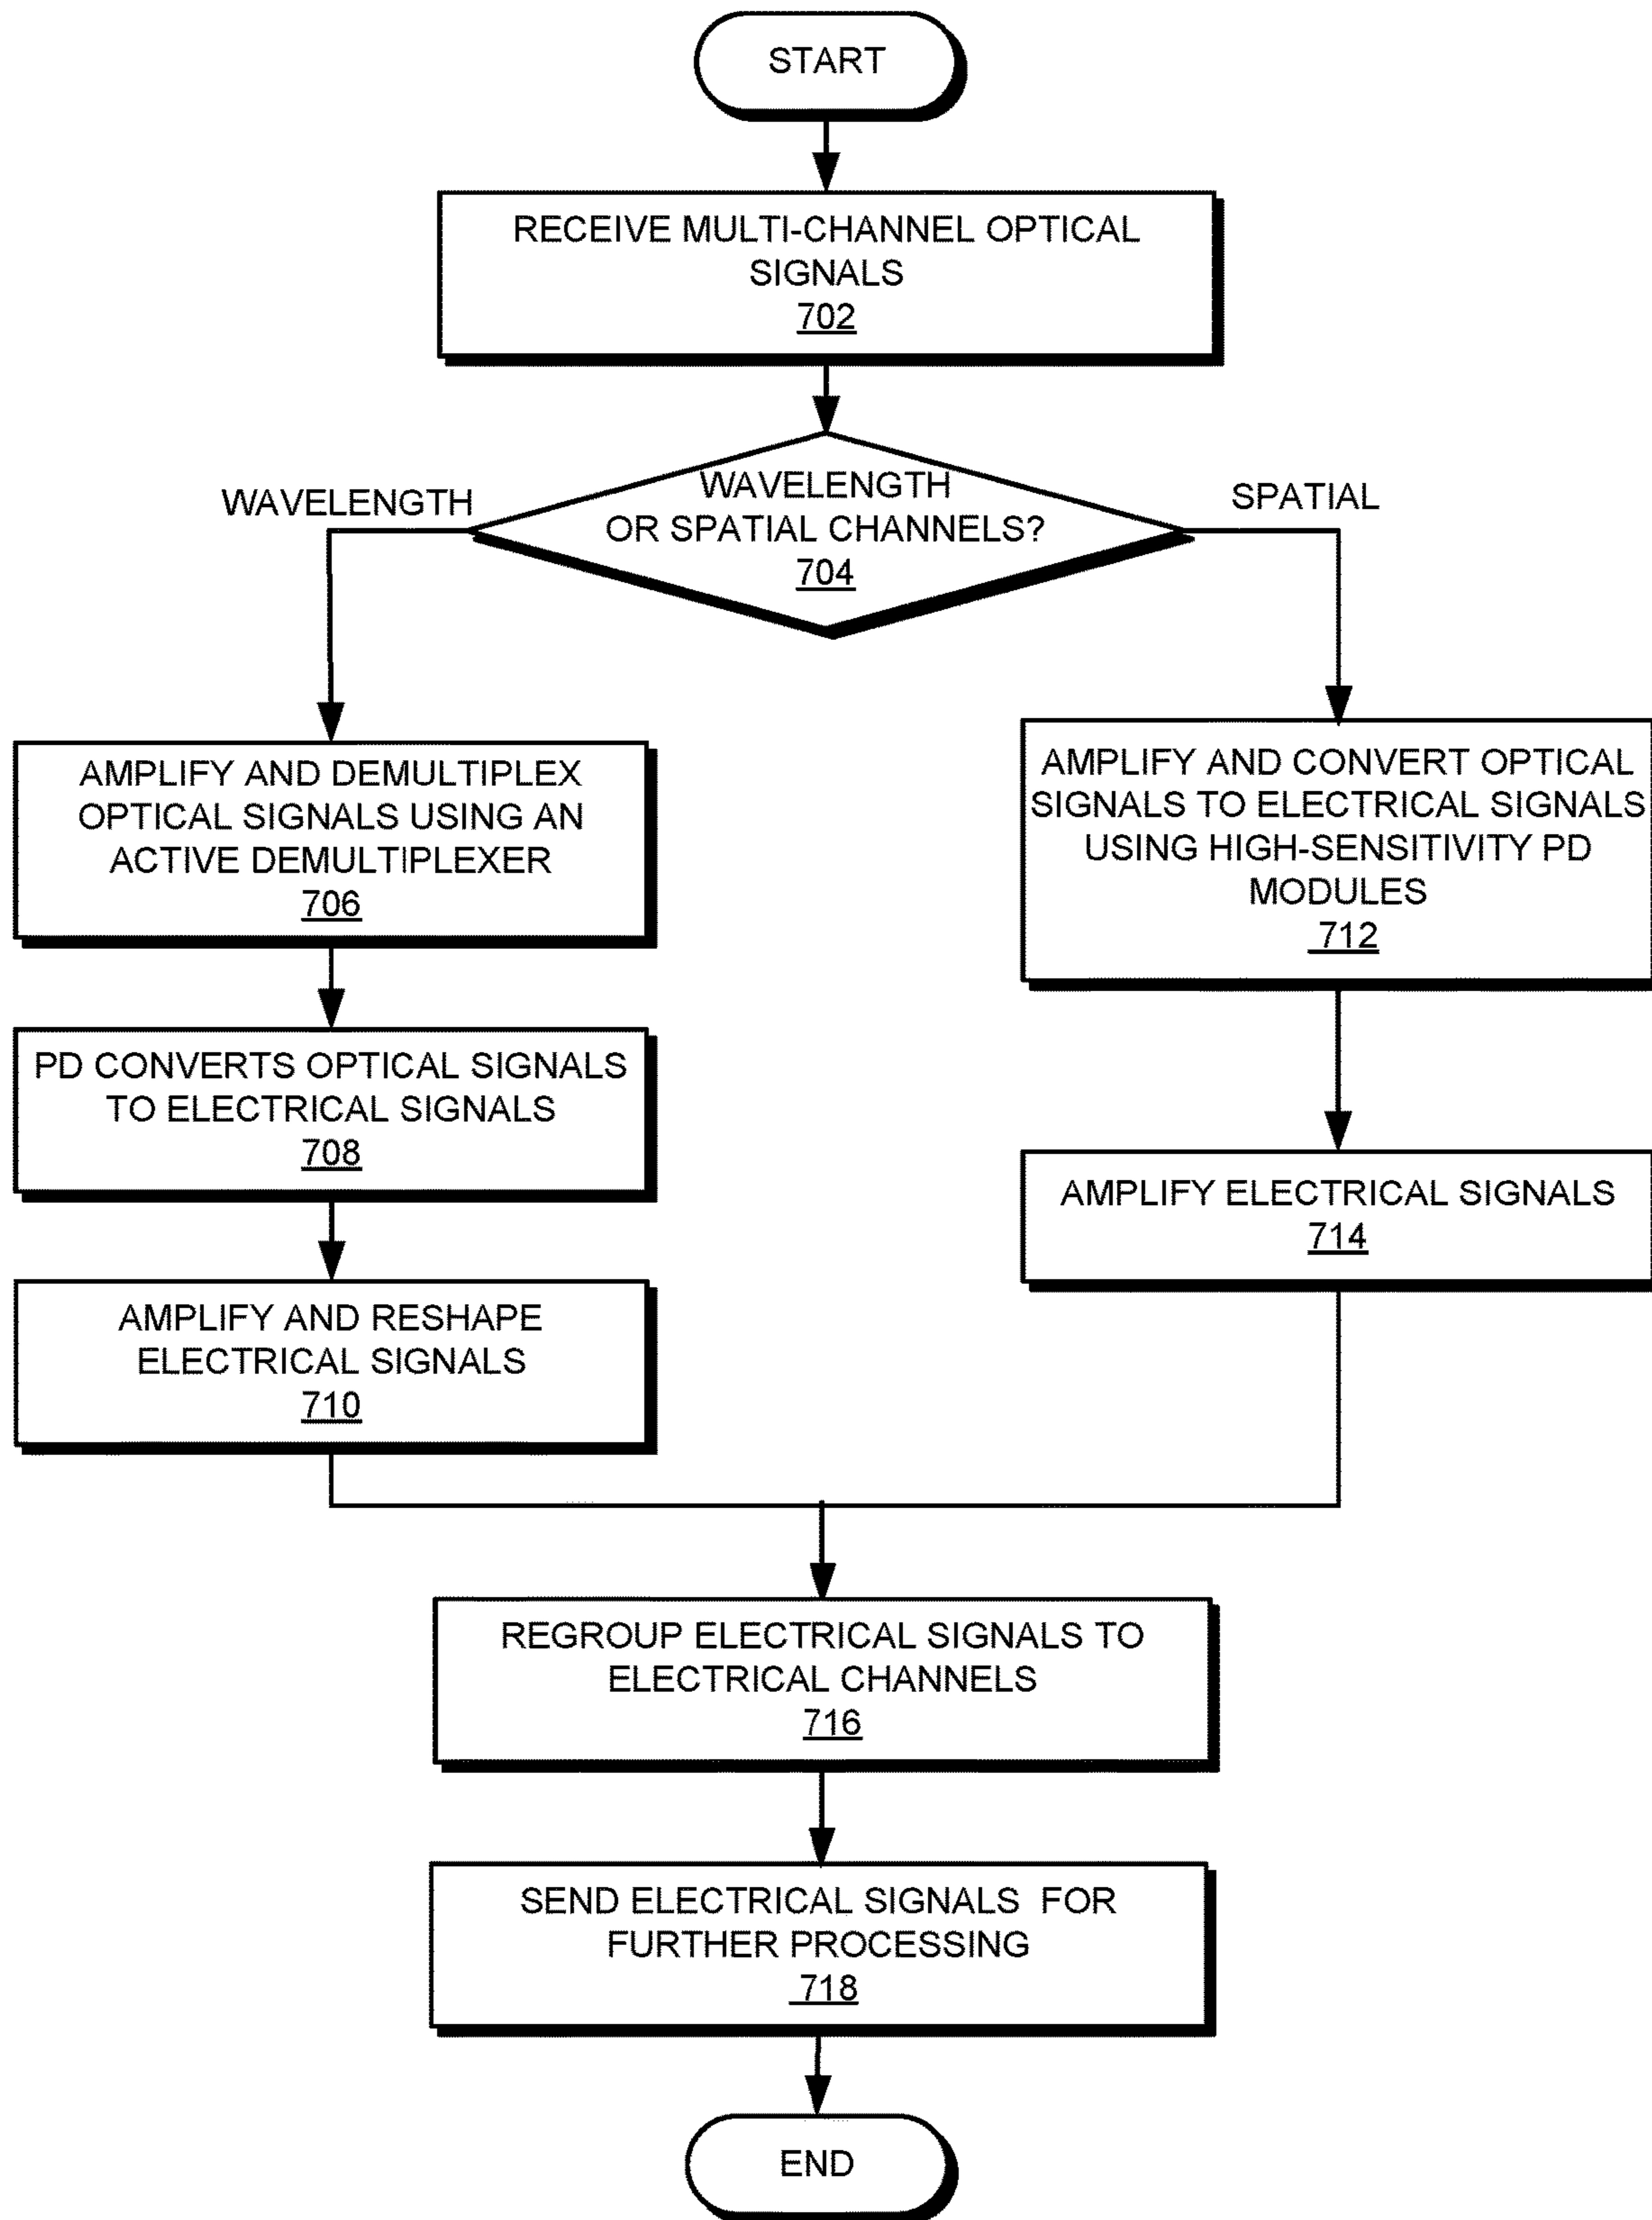 START
RECEIVE MULTI-CHANNEL OPTICAL
SIGNALS
702
WAVELENGTH
WAVELENGTH
OR SPATIAL CHANNELS?
704
SPATIAL
AMPLIFY AND DEMULTIPLEX
OPTICAL SIGNALS USING AN
ACTIVE DEMULTIPLEXER
706
PD CONVERTS OPTICAL SIGNALS
TO ELECTRICAL SIGNALS
708
AMPLIFY AND RESHAPE
ELECTRICAL SIGNALS
710
AMPLIFY AND CONVERT OPTICAL
SIGNALS TO ELECTRICAL SIGNALS
USING HIGH-SENSITIVITY PD
MODULES
712
AMPLIFY ELECTRICAL SIGNALS
714
REGROUP ELECTRICAL SIGNALS TO
ELECTRICAL CHANNELS
716
SEND ELECTRICAL SIGNALS FOR
FURTHER PROCESSING
718
END